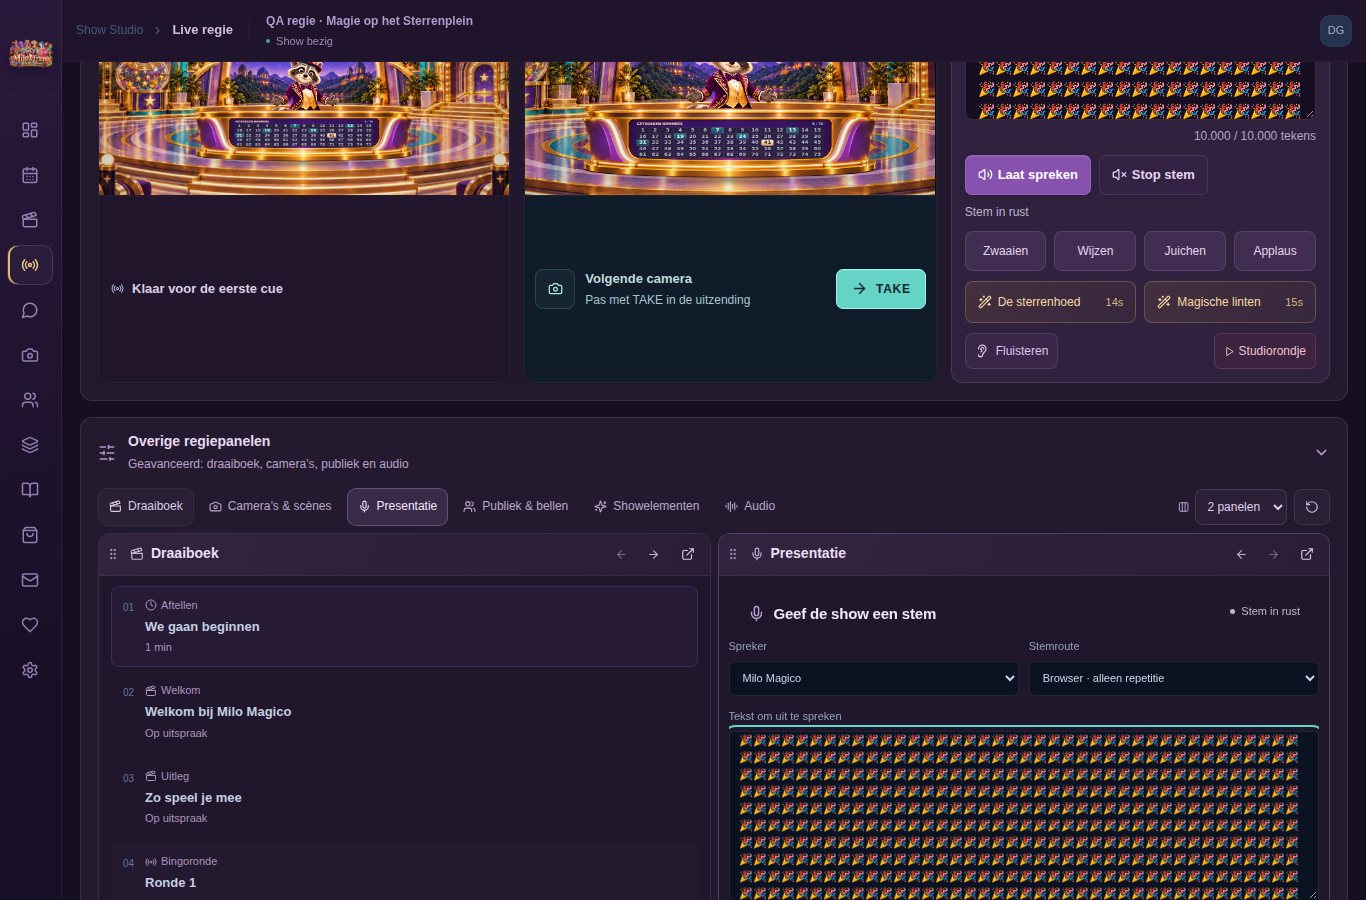 Show Studio
Live regie
QA regie · Magie op het Sterrenplein
Show bezig
DG
10.000 / 10.000 tekens
Laat spreken
Stop stem
Stem in rust
Zwaaien
Wijzen
Juichen
Applaus
De sterrenhoed
14s
Magische linten
15s
Fluisteren
Studiorondje
Klaar voor de eerste cue
Volgende camera
Pas met TAKE in de uitzending
TAKE
Overige regiepanelen
Geavanceerd: draaiboek, camera's, publiek en audio
Draaiboek
Camera's & scènes
Presentatie
Publiek & bellen
Showelementen
Audio
2 panelen
Draaiboek
01
Aftellen
We gaan beginnen
1 min
02
Welkom
Welkom bij Milo Magico
Op uitspraak
03
Uitleg
Zo speel je mee
Op uitspraak
04
Bingoronde
Ronde 1
Presentatie
Geef de show een stem
Stem in rust
Spreker
Stemroute
Milo Magico
Browser · alleen repetitie
Tekst om uit te spreken